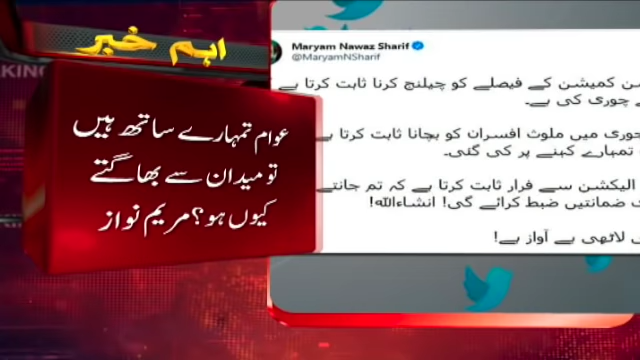 اہم خبر
AKING
عوام تمہارے ساتھ ہیں
تو میدان سے بھاگتے
کیوں ہو؟ مریم نواز
Maryam Nawaz Sharif
@MaryamNSharif
ن کمیشن کے فیصلے کو چیلنج کرنا ثابت کرتا ہے
چوری کی ہے۔
وری میں ملوث افسران کو بچانا ثابت کرتا ہے
تمہارے کہنے پر کی گئی۔
الیکشن سے فرار ثابت کرتا ہے کہ تم جانتے
ضمانتیں ضبط کرائے گی! انشاءاللہ!
لاٹھی بے آواز ہے!